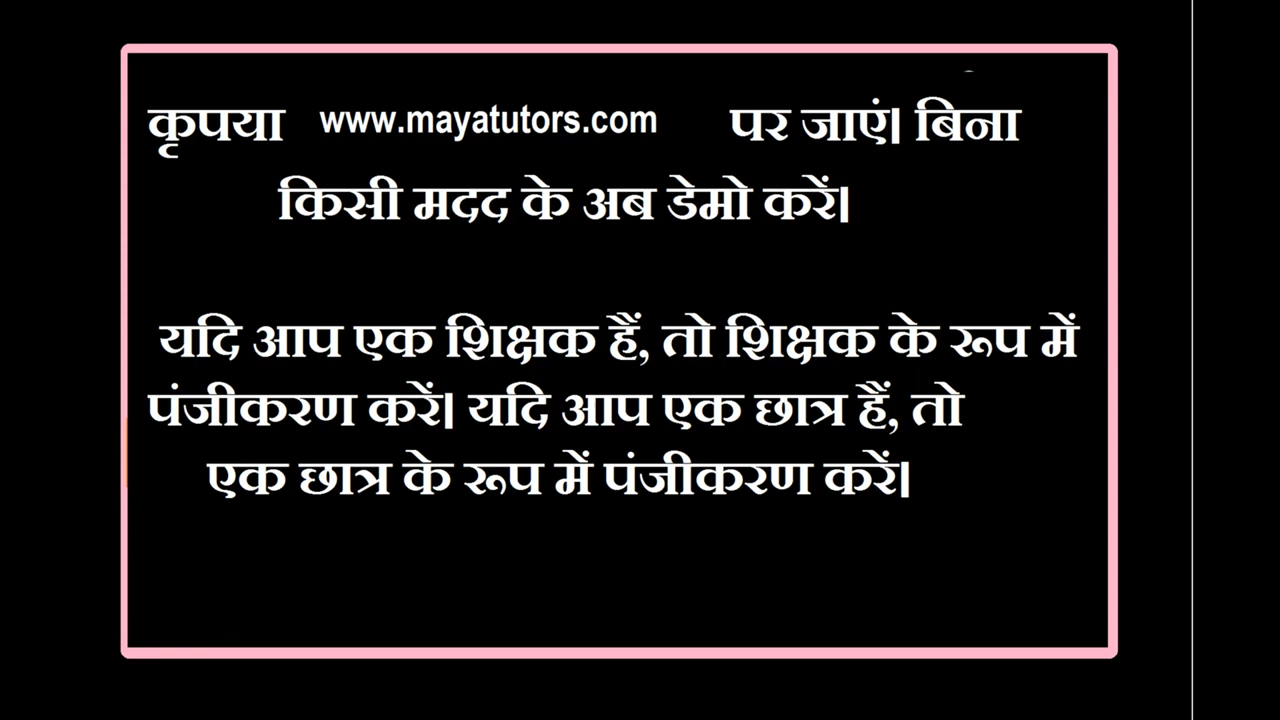 कृपया www.mayatutors.com पर जाएं। बिना
किसी मदद के अब डेमो करें।
यदि आप एक शिक्षक हैं, तो शिक्षक के रूप में
पंजीकरण करें। यदि आप एक छात्र हैं, तो
एक छात्र के रूप में पंजीकरण करें।